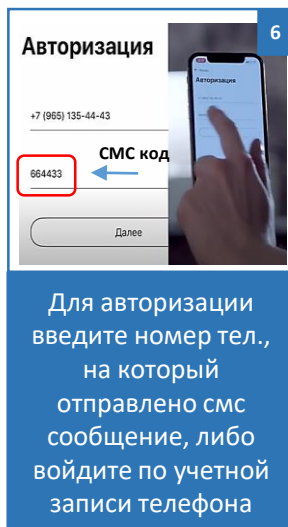 6
Авторизация
+7 (965) 135-44-43
СМС код
664433
Далее
Авторизация
Для авторизации
введите номер тел.,
на который
отправлено смс
сообщение, либо
войдите по учетной
записи телефона